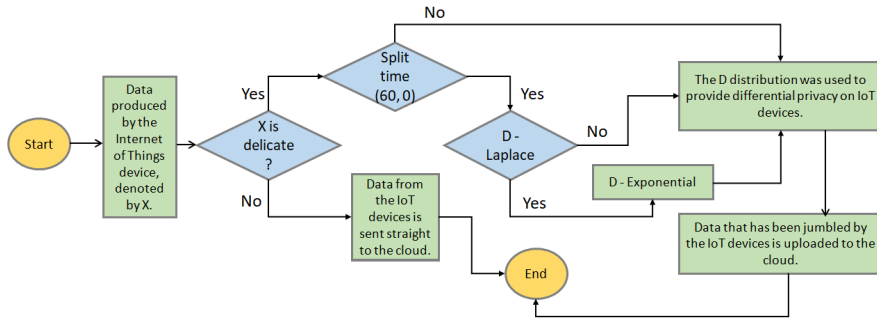 Start
Data
produced
by the
Internet
of Things
device,
denoted
by X.
X is
delicate
?
Yes
No
Split
time
(60, 0)
No
Yes
D -
Laplace
No
Yes
D - Exponential
The D distribution was used to
provide differential privacy on IoT
devices.
Data from
the IoT
devices is
sent straight
to the cloud.
Data that has been jumbled by
the IoT devices is uploaded to the
cloud.
End